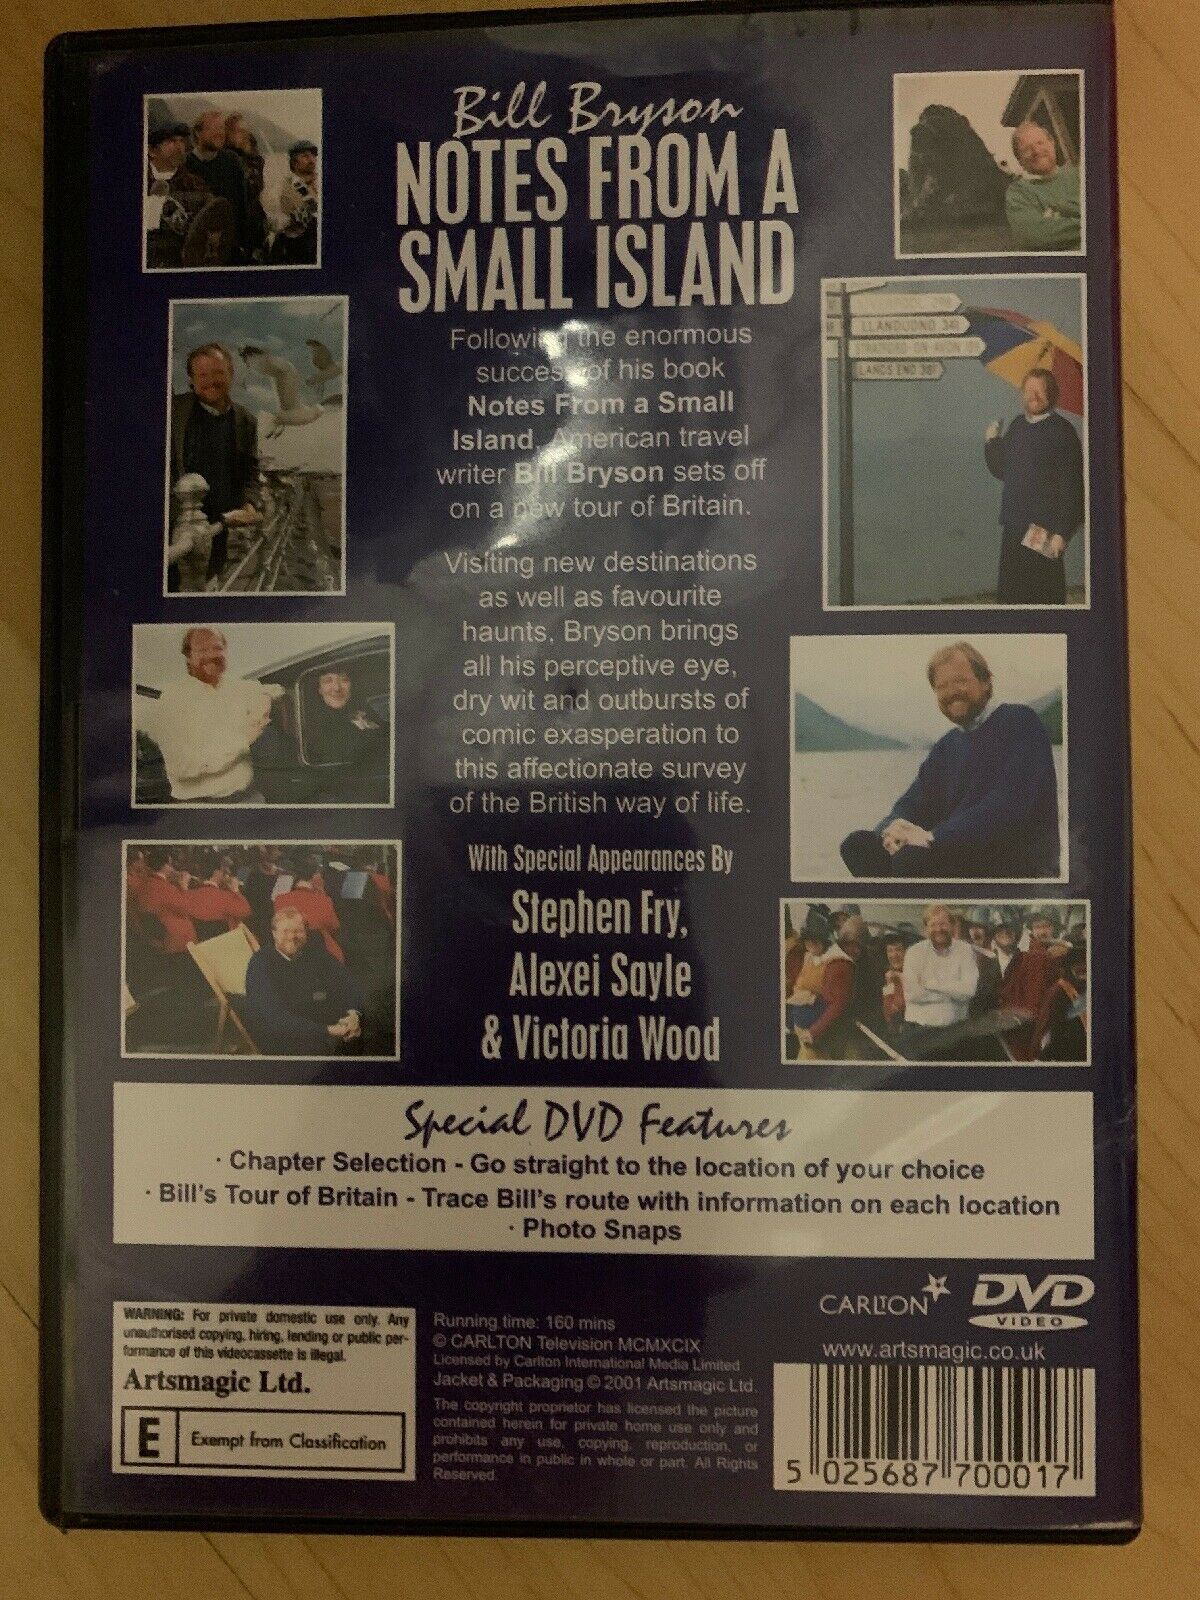 Bill Bryson
NOTES FROM A
SMALL ISLAND
Following the enormous
success of his book
Notes From a Small
Island, American travel
writer Bill Bryson sets off
on a new tour of Britain.
Visiting new destinations
as well as favourite
haunts, Bryson brings
all his perceptive eye,
dry wit and outbursts of
comic exasperation to
this affectionate survey
of the British way of life.
With Special Appearances By
Stephen Fry,
Alexei Sayle
& Victoria Wood
LLANDUDNO
LANDS END
Special DVD Features
· Chapter Selection - Go straight to the location of your choice
· Bill's Tour of Britain - Trace Bill's route with information on each location
· Photo Snaps
WARNING: For private domestic use only. Any
unauthorised copying, hiring, lending or public per-
formance of this videocassette is illegal.
Artsmagic Ltd.
E Exempt from Classification
Running time: 160 mins
© CARLTON Television MCMXCIX
Licensed by Carlton International Media Limited
Jacket & Packaging © 2001 Artsmagic Ltd.
The copyright proprietor has licensed the picture
contained herein for private home use only and
prohibits any use, copying, reproduction, or
performance in public in whole or part. All Rights
Reserved.
CARLTON DVD
VIDEO
www.artsmagic.co.uk
5 025687 700017